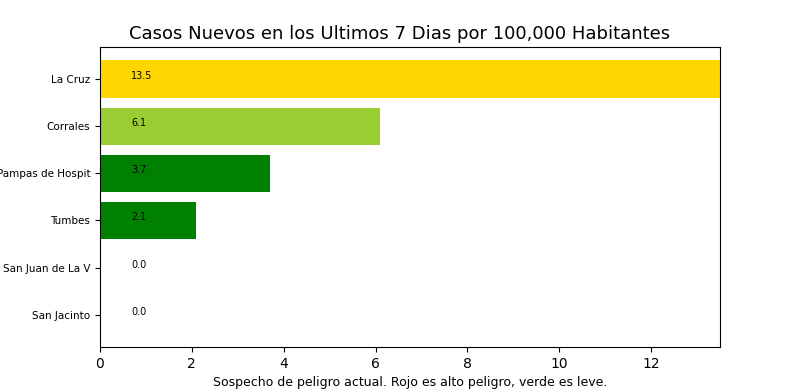 Casos Nuevos en los Ultimos 7 Dias por 100,000 Habitantes
La Cruz 13.5
Corrales 6.1
Pampas de Hospit 3.7
Tumbes 2.1
San Juan de La V 0.0
San Jacinto 0.0
0 2 4 6 8 10 12
Sospecho de peligro actual. Rojo es alto peligro, verde es leve.